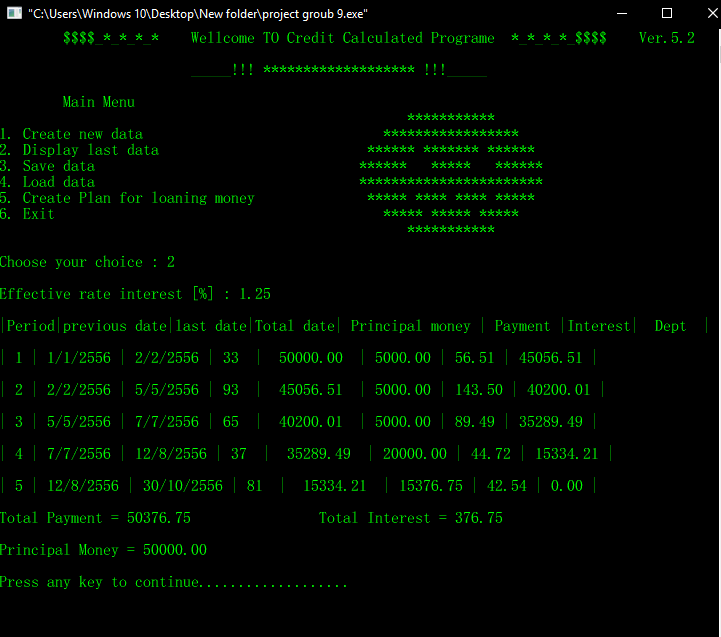 "C:\Users\Windows 10\Desktop\New folder\project groub 9.exe"
$$$$_*_*_*_* Wellcome TO Credit Calculated Programe *_*_*_*_$$$$ Ver.5.2
_____!!! ******************* !!!_____
Main Menu
***********
1. Create new data *****************
2. Display last data ****** ******* ******
3. Save data ****** ***** ******
4. Load data ***********************
5. Create Plan for loaning money ***** **** **** *****
6. Exit ***** ***** *****
***********
Choose your choice : 2
Effective rate interest [%] : 1.25
|Period|previous date|last date|Total date| Principal money | Payment |Interest| Dept |
| 1 | 1/1/2556 | 2/2/2556 | 33 | 50000.00 | 5000.00 | 56.51 | 45056.51 |
| 2 | 2/2/2556 | 5/5/2556 | 93 | 45056.51 | 5000.00 | 143.50 | 40200.01 |
| 3 | 5/5/2556 | 7/7/2556 | 65 | 40200.01 | 5000.00 | 89.49 | 35289.49 |
| 4 | 7/7/2556 | 12/8/2556 | 37 | 35289.49 | 20000.00 | 44.72 | 15334.21 |
| 5 | 12/8/2556 | 30/10/2556 | 81 | 15334.21 | 15376.75 | 42.54 | 0.00 |
Total Payment = 50376.75 Total Interest = 376.75
Principal Money = 50000.00
Press any key to continue...................